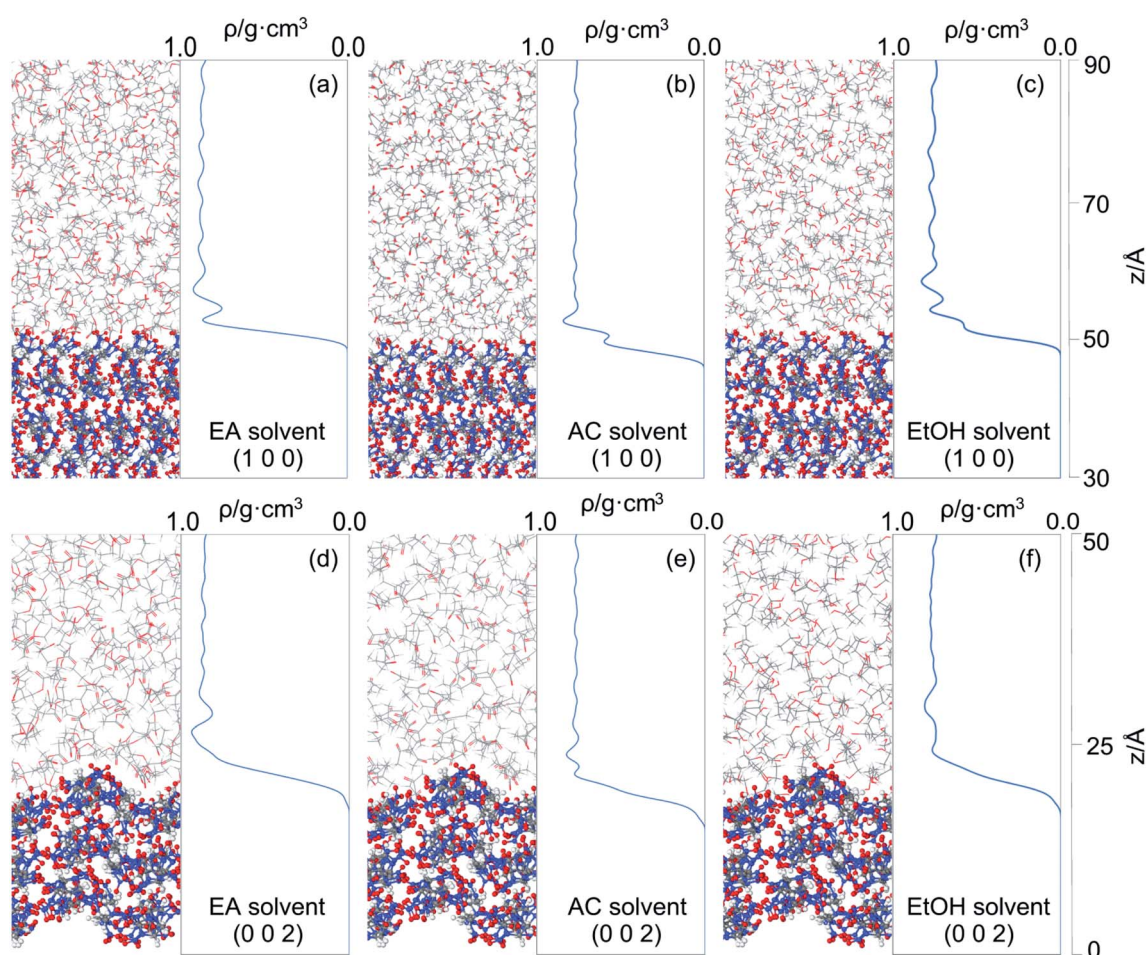 ρ/g·cm³ ρ/g·cm³ ρ/g·cm³
1.0 0.0 1.0 0.0 1.0 0.0
(a) (b) (c) 90
70
z/Å
50
EA solvent AC solvent EtOH solvent
(1 0 0) (1 0 0) (1 0 0)
30
ρ/g·cm³ ρ/g·cm³ ρ/g·cm³
1.0 0.0 1.0 0.0 1.0 0.0
(d) (e) (f) 50
25
z/Å
EA solvent AC solvent EtOH solvent
(0 0 2) (0 0 2) (0 0 2)
0